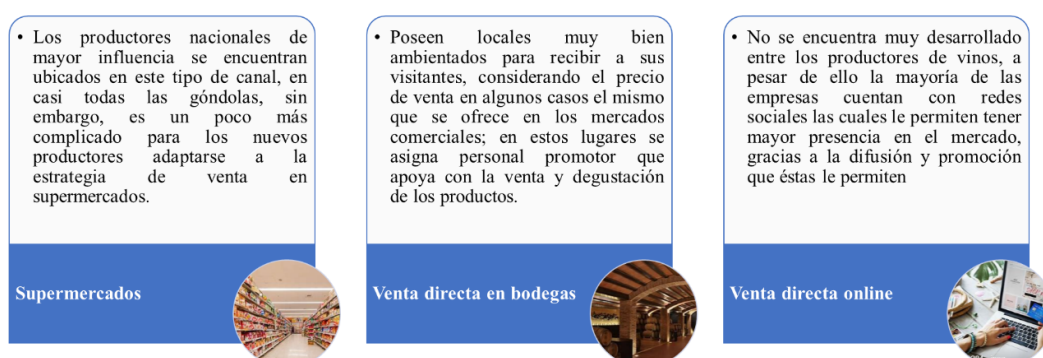 • Los productores nacionales de
mayor influencia se encuentran
ubicados en este tipo de canal, en
casi todas las góndolas, sin
embargo, es un poco más
complicado para los nuevos
productores adaptarse a la
estrategia de venta en
supermercados.
Supermercados
• Poseen locales muy bien
ambientados para recibir a sus
visitantes, considerando el precio
de venta en algunos casos el mismo
que se ofrece en los mercados
comerciales; en estos lugares se
asigna personal promotor que
apoya con la venta y degustación
de los productos.
Venta directa en bodegas
• No se encuentra muy desarrollado
entre los productores de vinos, a
pesar de ello la mayoría de las
empresas cuentan con redes
sociales las cuales le permiten tener
mayor presencia en el mercado,
gracias a la difusión y promoción
que éstas le permiten
Venta directa online